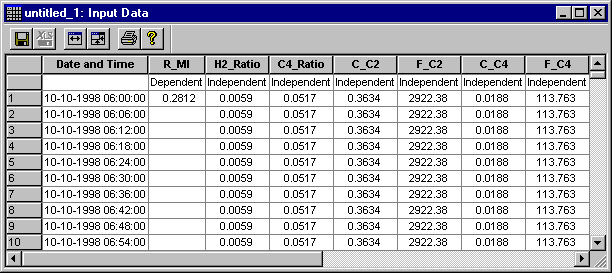 untitled_1: Input Data
XLS
Date and Time R_MI H2_Ratio C4_Ratio C_C2 F_C2 C_C4 F_C4
Dependent Independent Independent Independent Independent Independent Independent
1 10-10-1998 06:00:00 0.2812 0.0059 0.0517 0.3634 2922.38 0.0188 113.763
2 10-10-1998 06:06:00 0.0059 0.0517 0.3634 2922.38 0.0188 113.763
3 10-10-1998 06:12:00 0.0059 0.0517 0.3634 2922.38 0.0188 113.763
4 10-10-1998 06:18:00 0.0059 0.0517 0.3634 2922.38 0.0188 113.763
5 10-10-1998 06:24:00 0.0059 0.0517 0.3634 2922.38 0.0188 113.763
6 10-10-1998 06:30:00 0.0059 0.0517 0.3634 2922.38 0.0188 113.763
7 10-10-1998 06:36:00 0.0059 0.0517 0.3634 2922.38 0.0188 113.763
8 10-10-1998 06:42:00 0.0059 0.0517 0.3634 2922.38 0.0188 113.763
9 10-10-1998 06:48:00 0.0059 0.0517 0.3634 2922.38 0.0188 113.763
10 10-10-1998 06:54:00 0.0059 0.0517 0.3634 2922.38 0.0188 113.763